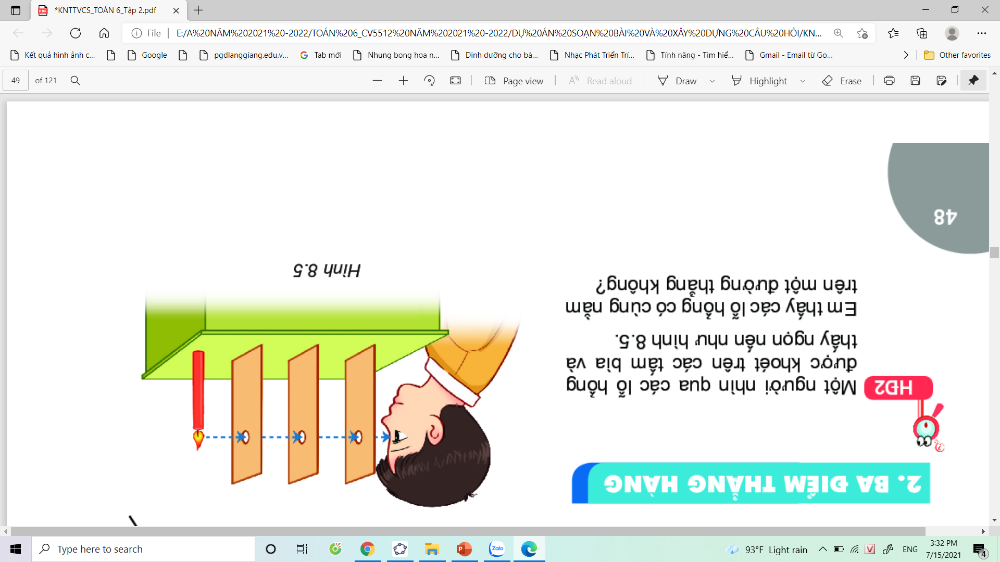 *KNTTVCS_TOÁN 6_Tập 2.pdf
File
E:/A%20NĂM%202021%20-2022/TOÁN%206_CV5512%20NĂM%202021%20-2022/DỰ%20ÁN%20SOẠN%20BÀI%20VÀ%20XÂY%20DỰNG%20CÂU%20HỎI/KN...
Kết quả hình ảnh c...
Google
pgdlanggiang.edu.v...
Tab mới
Nhung bong hoa n...
Dinh dưỡng cho bà...
Nhạc Phát Triển Trí...
Tính năng - Tìm hiể...
Gmail - Email từ Go...
Other favorites
49 of 121
Page view
Read aloud
Draw
Highlight
Erase
2. BA ĐIỂM THẲNG HÀNG
HĐ2
Một người nhìn qua các lỗ hổng
được khoét trên các tấm bìa và
thấy ngọn nến như hình 8.5.
Em thấy các lỗ hổng có cùng nằm
trên một đường thẳng không?
Hình 8.5
48
Type here to search
Zalo
93°F Light rain
ENG
3:32 PM
7/15/2021
4